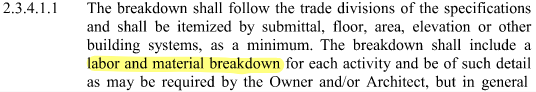 2.3.4.1.1 The breakdown shall follow the trade divisions of the specifications
and shall be itemized by submittal, floor, area, elevation or other
building systems, as a minimum. The breakdown shall include a
labor and material breakdown for each activity and be of such detail
as may be required by the Owner and/or Architect, but in general